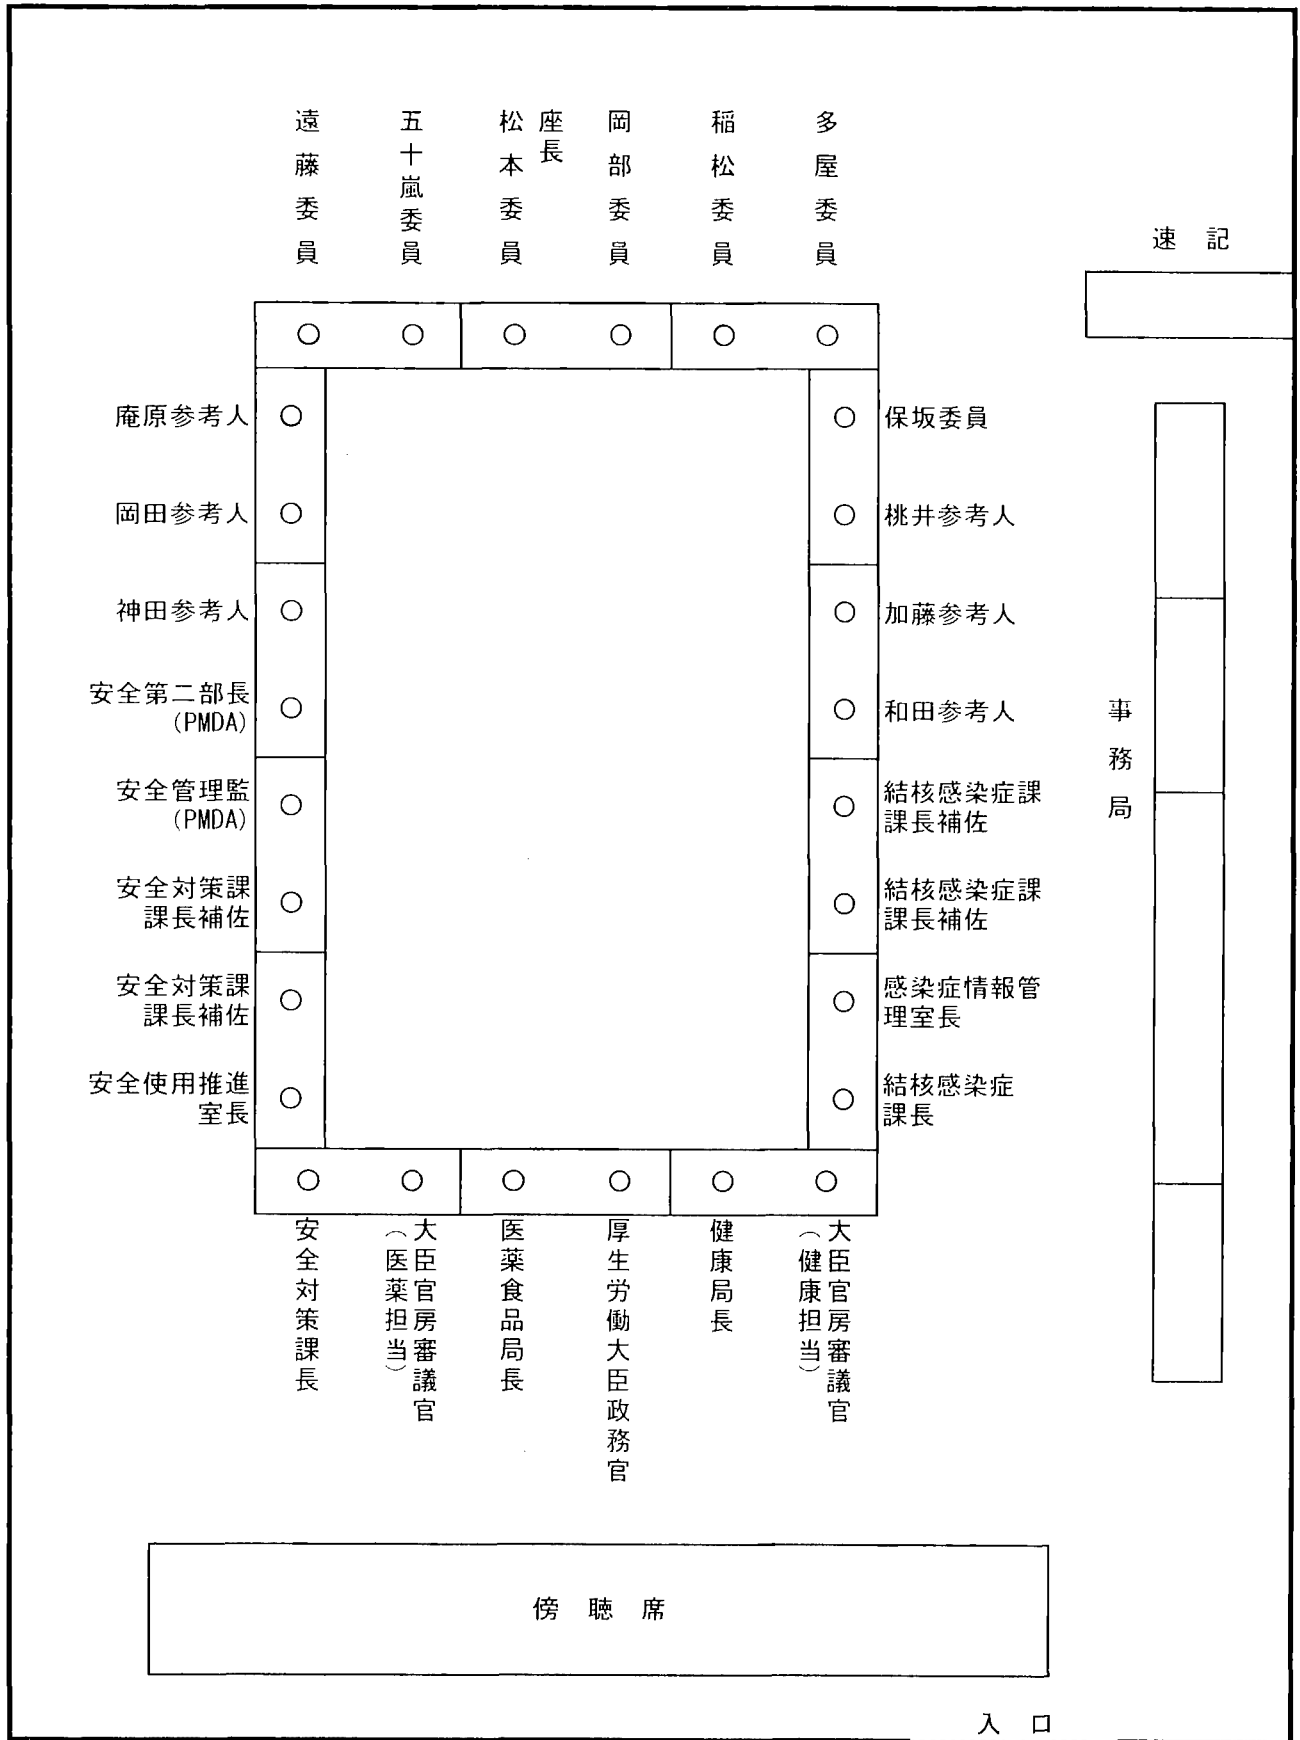 遠藤委員
五十嵐委員
座長
松本委員
岡部委員
稲松委員
多屋委員
速記
庵原参考人
岡田参考人
神田参考人
安全第二部長
(PMDA)
安全管理監
(PMDA)
安全対策課
課長補佐
安全対策課
課長補佐
安全使用推進
室長
保坂委員
桃井参考人
加藤参考人
和田参考人
結核感染症課
課長補佐
結核感染症課
課長補佐
感染症情報管
理室長
結核感染症
課長
事務局
安全対策課長
大臣官房審議官
(医薬担当)
医薬食品局長
厚生労働大臣政務官
健康局長
大臣官房審議官
(健康担当)
傍聴席
入口